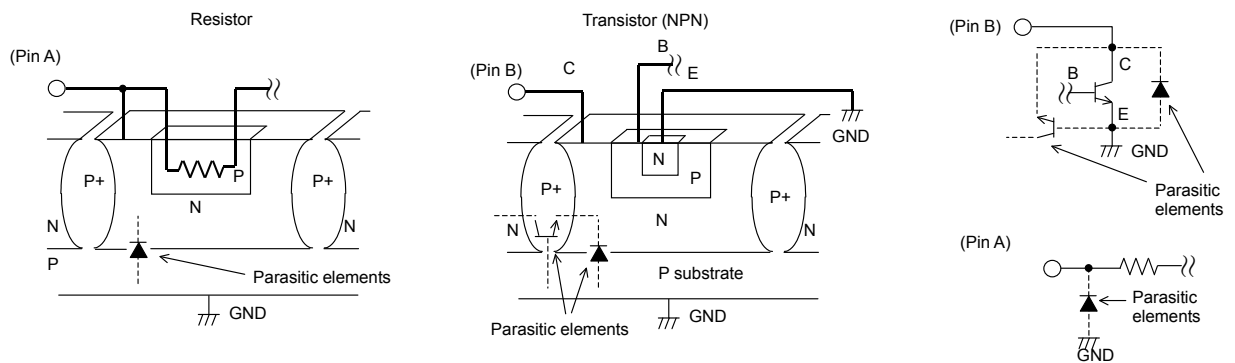 Resistor
(Pin A)
P+
P
P+
N
N
N
P
Parasitic elements
GND
Transistor (NPN)
B
(Pin B)
C
E
GND
P+
N
P
P+
N
N
N
P substrate
Parasitic elements
GND
(Pin B)
C
B
E
GND
Parasitic
elements
(Pin A)
Parasitic
elements
GND